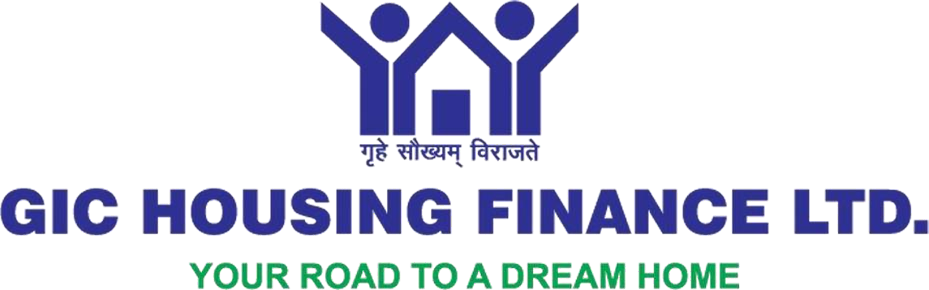 गृहे सौख्यम् विराजते
GIC HOUSING FINANCE LTD.
YOUR ROAD TO A DREAM HOME